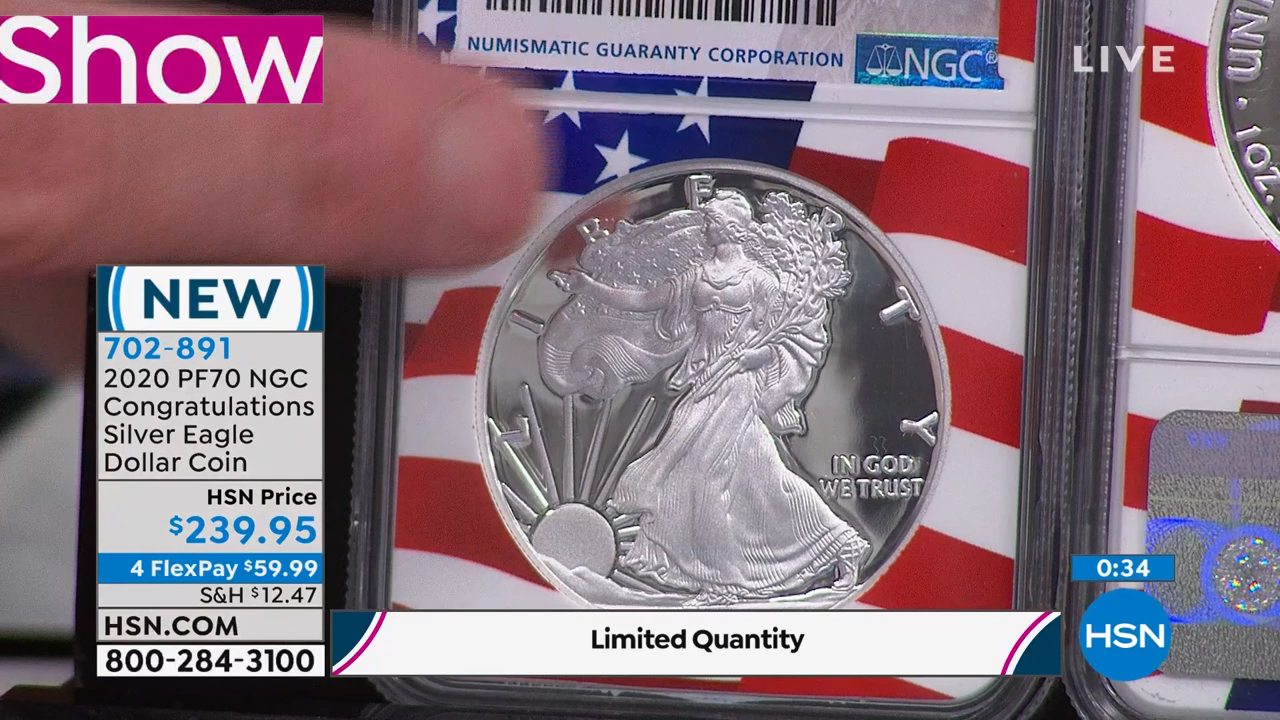 Show
NUMISMATIC GUARANTY CORPORATION
NGC®
LIVE
1 OZ.
LIBERTY
IN GOD
WE TRUST
NEW
702-891
2020 PF70 NGC
Congratulations
Silver Eagle
Dollar Coin
HSN Price
$239.95
4 FlexPay $59.99
S&H $12.47
HSN.COM
800-284-3100
Limited Quantity
0:34
HSN